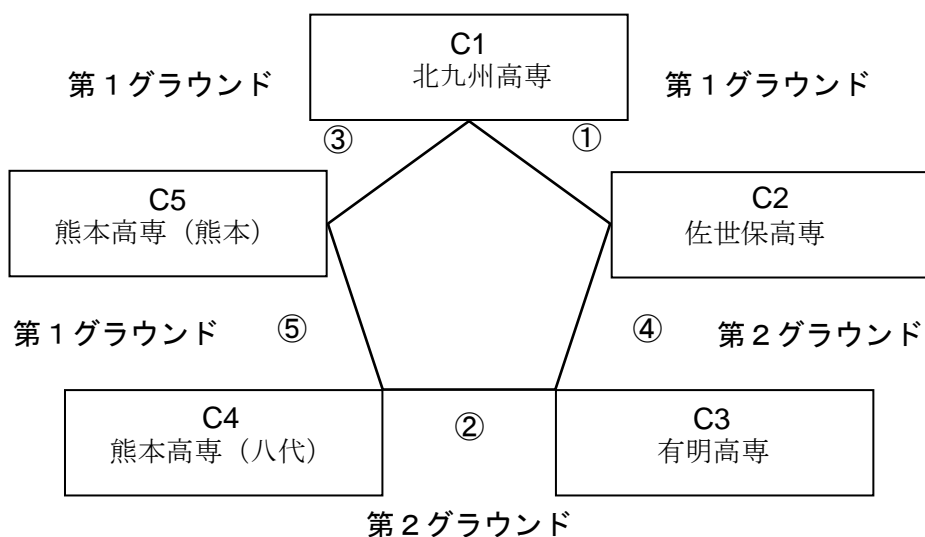 C1
北九州高専
第1グラウンド
第1グラウンド
③
①
C5
熊本高専（熊本）
C2
佐世保高専
第1グラウンド
⑤
④
第2グラウンド
C4
熊本高専（八代）
②
C3
有明高専
第2グラウンド